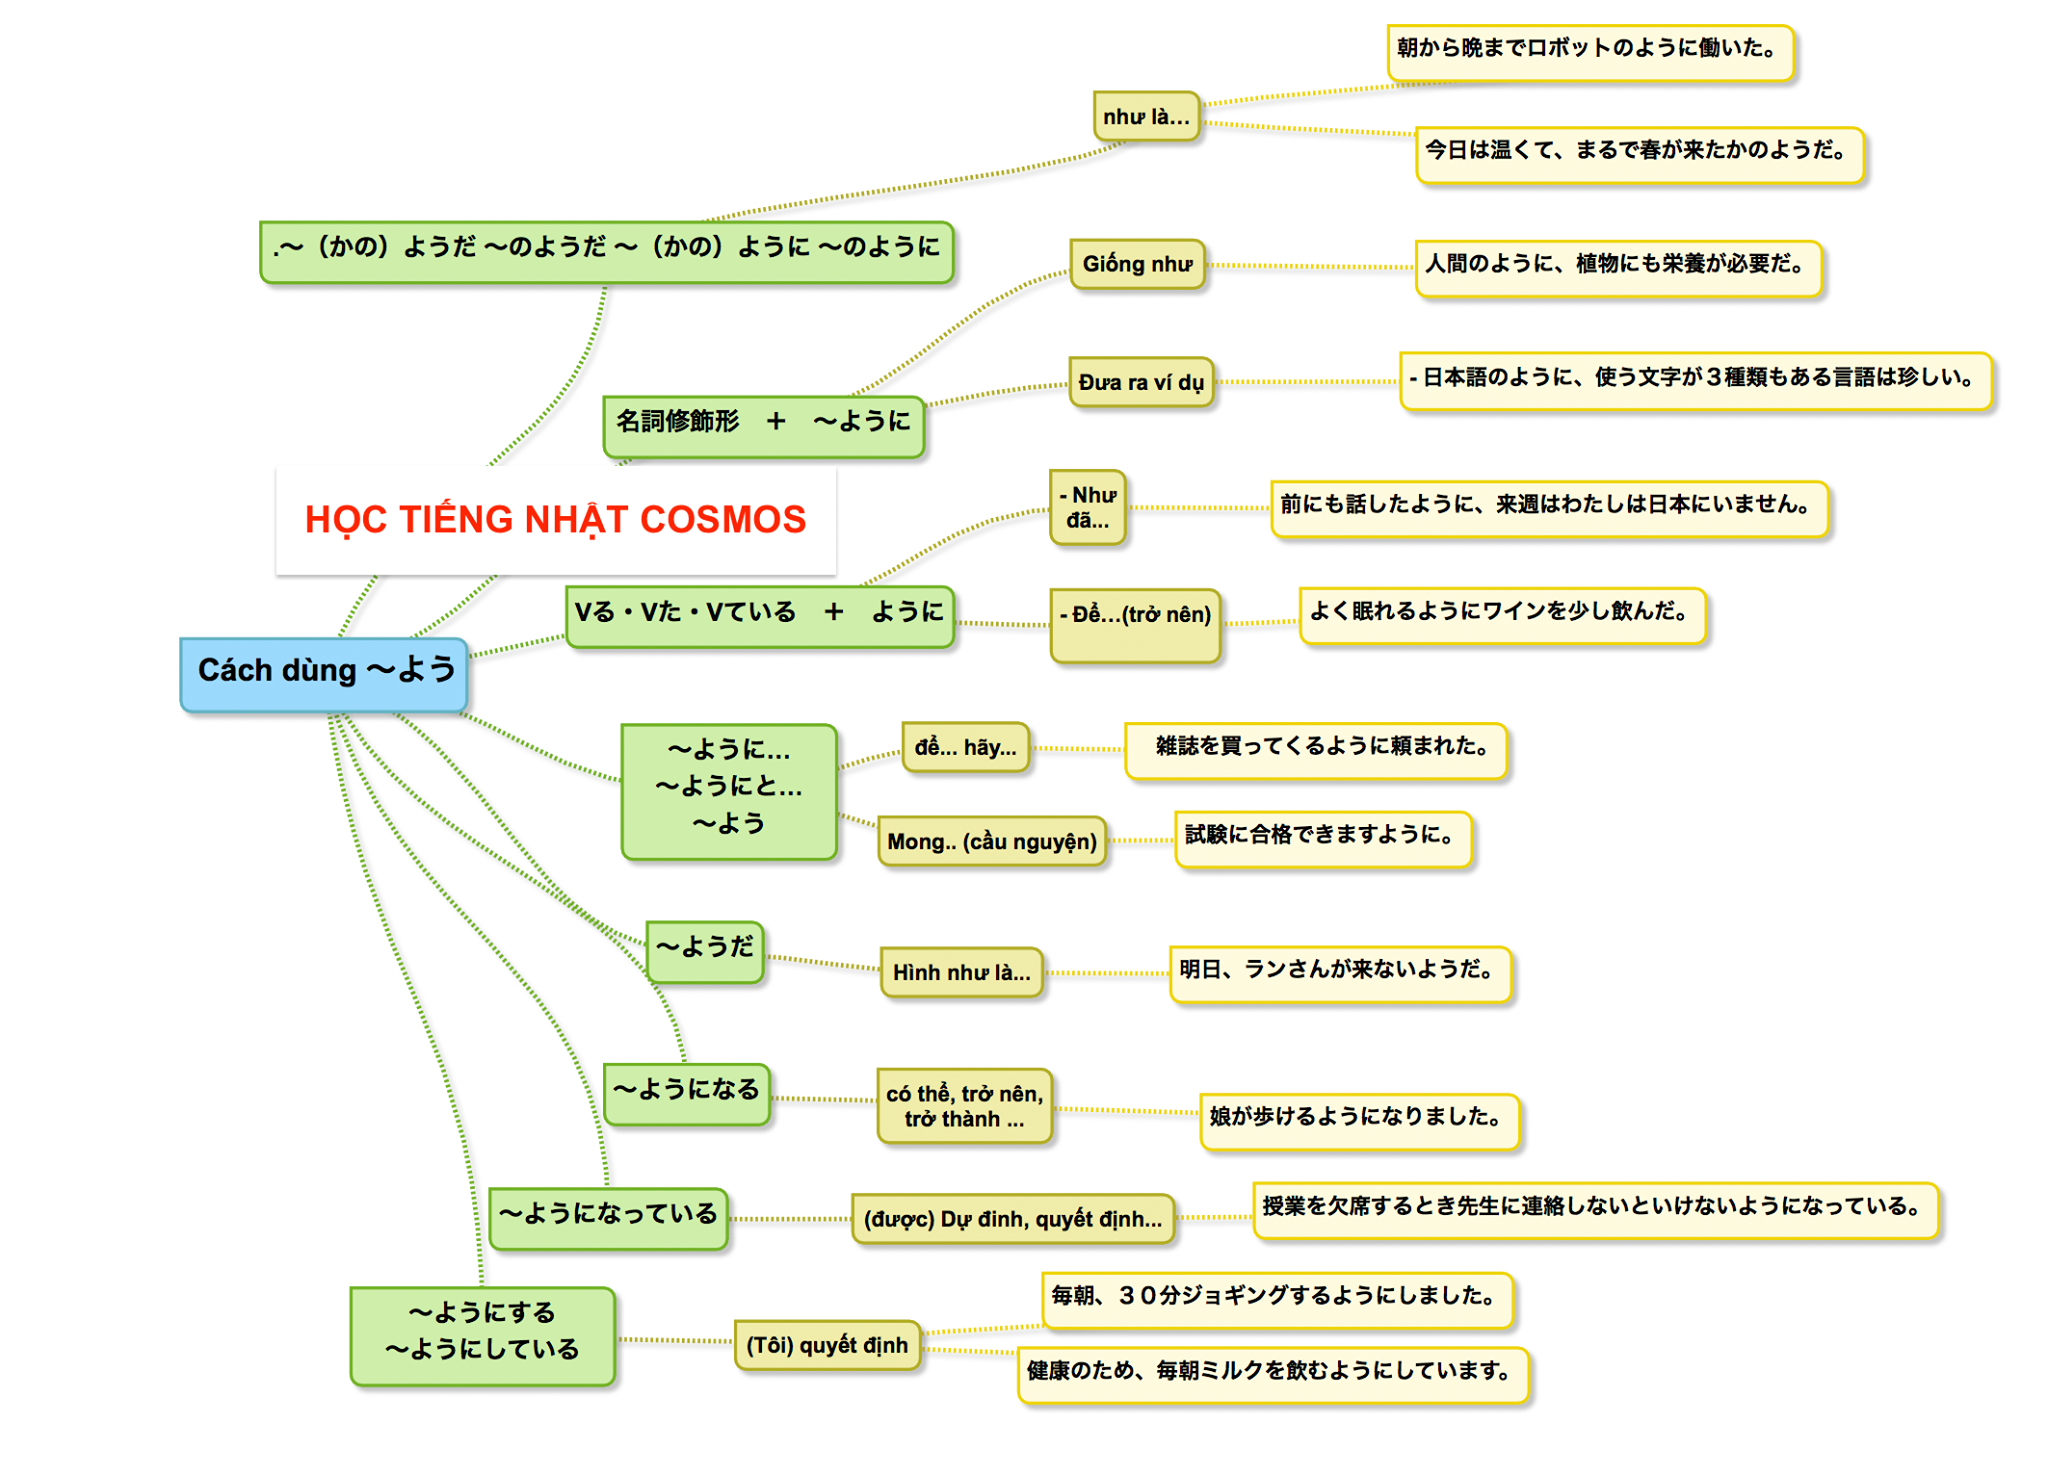 朝から晩までロボットのように働いた。
như là...
今日は温くて、まるで春が来たかのようだ。
.～（かの）ようだ ～のようだ ～（かの）ように ～のように
Giống như
人間のように、植物にも栄養が必要だ。
Đưa ra ví dụ
- 日本語のように、使う文字が３種類もある言語は珍しい。
名詞修飾形　＋　～ように
HỌC TIẾNG NHẬT COSMOS
- Như
đã...
前にも話したように、来週はわたしは日本にいません。
Vる・Vた・Vている　＋　ように
- Để...(trở nên)
よく眠れるようにワインを少し飲んだ。
Cách dùng ～よう
～ように...
～ようにと...
～よう
để... hãy...
雑誌を買ってくるように頼まれた。
Mong.. (cầu nguyện)
試験に合格できますように。
～ようだ
Hình như là...
明日、ランさんが来ないようだ。
～ようになる
có thể, trở nên,
trở thành ...
娘が歩けるようになりました。
～ようになっている
(được) Dự đinh, quyết định...
授業を欠席するとき先生に連絡しないといけないようになっている。
～ようにする
～ようにしている
(Tôi) quyết định
毎朝、３０分ジョギングするようにしました。
健康のため、毎朝ミルクを飲むようにしています。